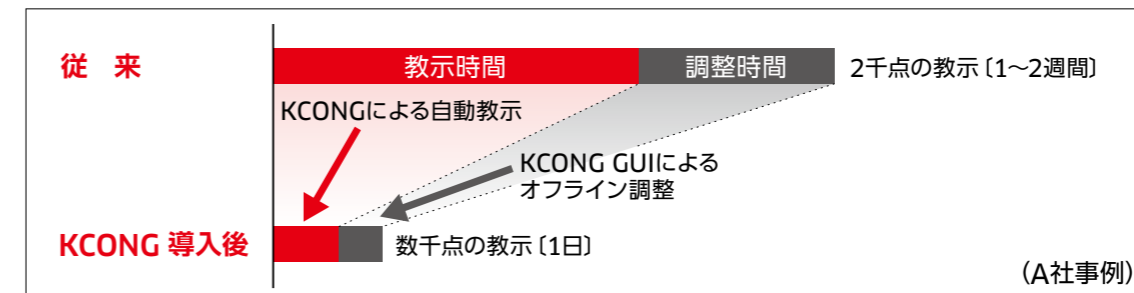 従　来
教示時間
調整時間
2千点の教示〔1〜2週間〕
KCONGによる自動教示
KCONG GUIによる
オフライン調整
KCONG 導入後
数千点の教示〔1日〕
（A社事例）